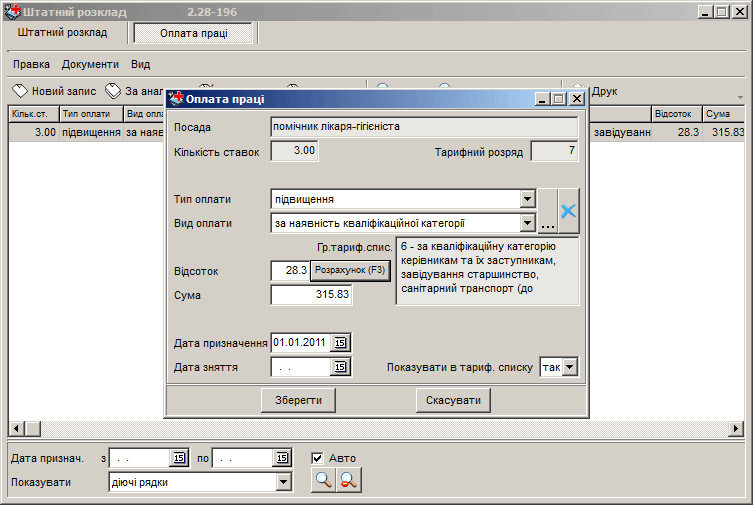 Штатний розклад 2.28-196
Штатний розклад Оплата праці
Правка Документи Вид
Новий запис За анал Друк
Кільк.ст. Тип оплати Вид опла Відсоток Сума
3.00 підвищення за наяв завідуванн 28.3 315.83
Оплата праці
Посада помічник лікаря-гігієніста
Кількість ставок 3.00 Тарифний розряд 7
Тип оплати підвищення
Вид оплати за наявність кваліфікаційної категорії ...
Гр.тариф.спис. 6 - за кваліфікаційну категорію
керівникам та їх заступникам,
завідування старшинство,
санітарний транспорт (до
Відсоток 28.3 Розрахунок (F3)
Сума 315.83
Дата призначення 01.01.2011 15
Дата зняття . . 15 Показувати в тариф. списку так
Зберегти Скасувати
Дата признач. з . . 15 по . . 15 Авто
Показувати діючі рядки